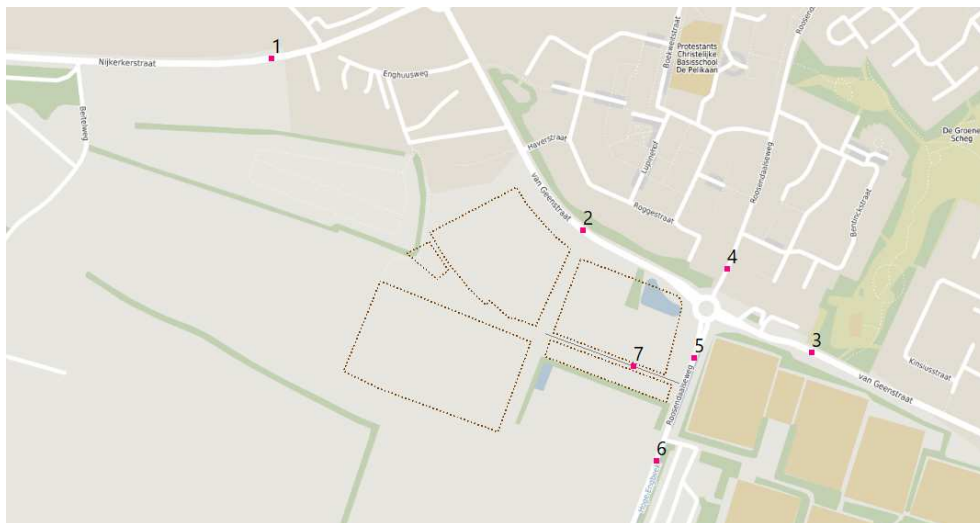 1
Nijkerkerstraat
Beitelweg
Enghuusweg
Boekweitstraat
Protestants
Christelijke
Basisschool
De Pelikaan
Haverstraat
Lupinehof
Roosendaalseweg
De Groene
Scheg
van Geenstraat
Roggestraat
Bentinckstraat
2
4
3
5
7
Roosendaalseweg
Kinsiusstraat
van Geenstraat
6